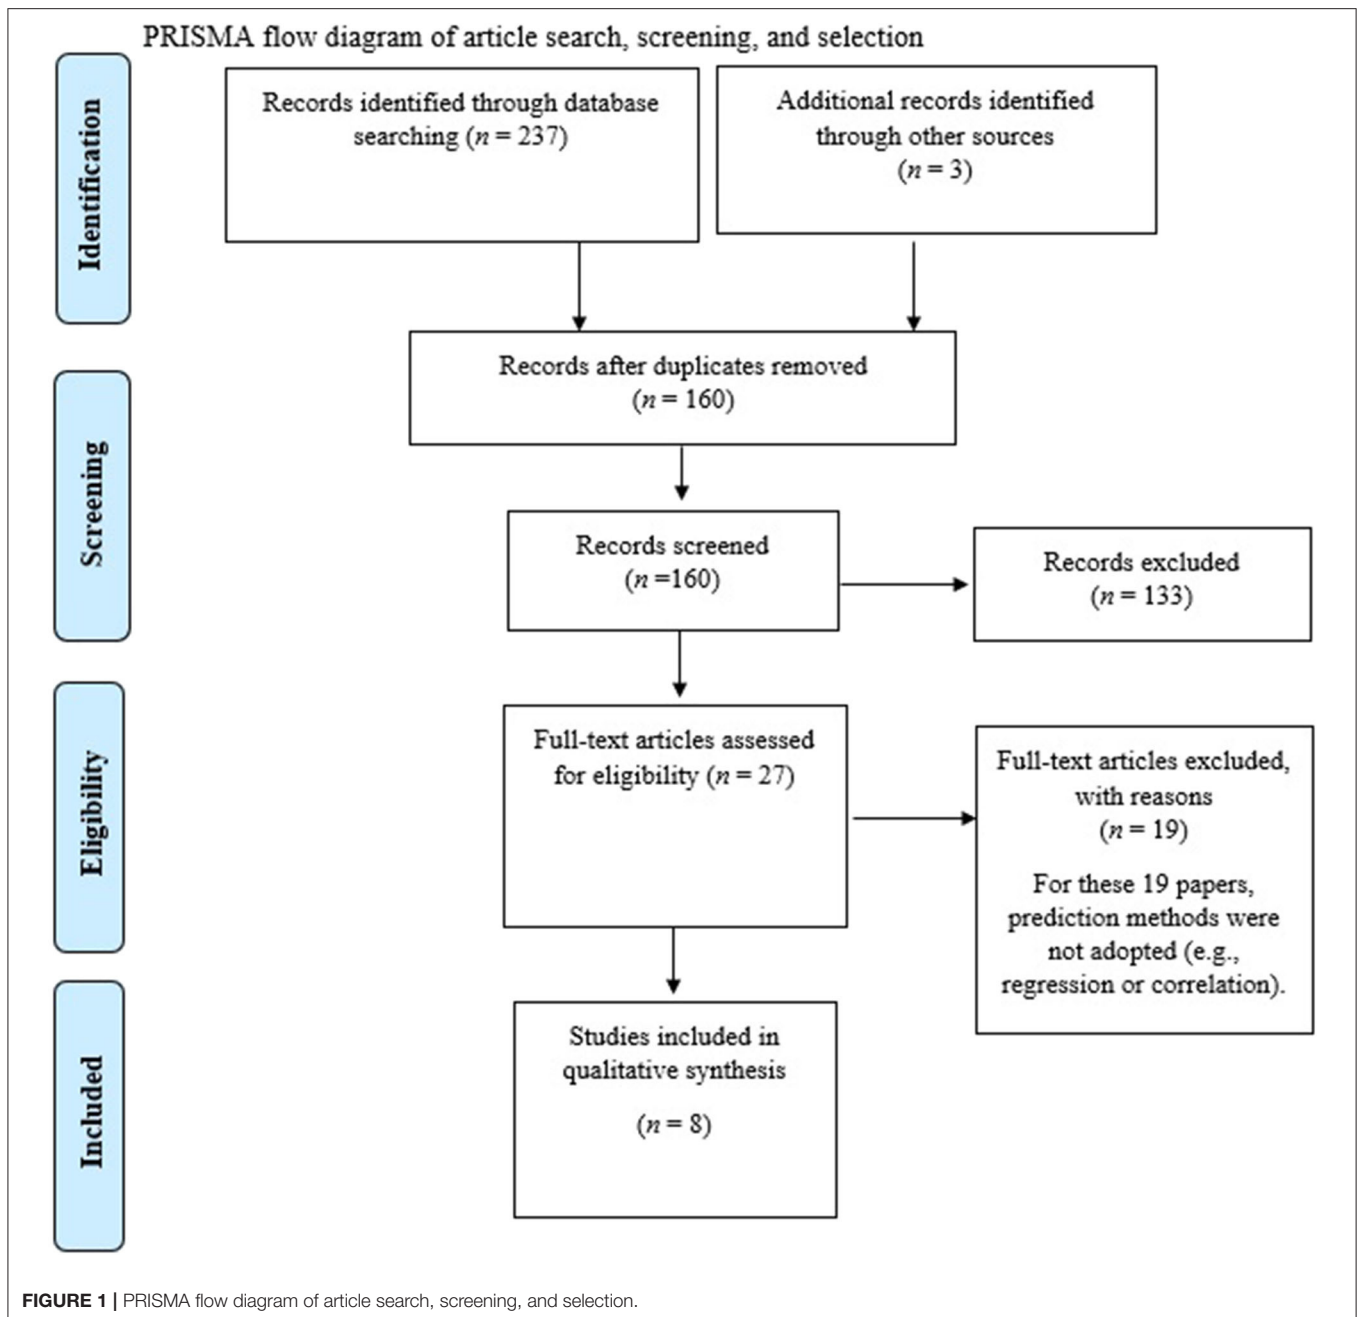 PRISMA flow diagram of article search, screening, and selection
Identification
Records identified through database
searching (n = 237)
Additional records identified
through other sources
(n = 3)
Records after duplicates removed
(n = 160)
Screening
Records screened
(n =160)
Records excluded
(n = 133)
Eligibility
Full-text articles assessed
for eligibility (n = 27)
Full-text articles excluded,
with reasons
(n = 19)
For these 19 papers,
prediction methods were
not adopted (e.g.,
regression or correlation).
Included
Studies included in
qualitative synthesis
(n = 8)
FIGURE 1 | PRISMA flow diagram of article search, screening, and selection.